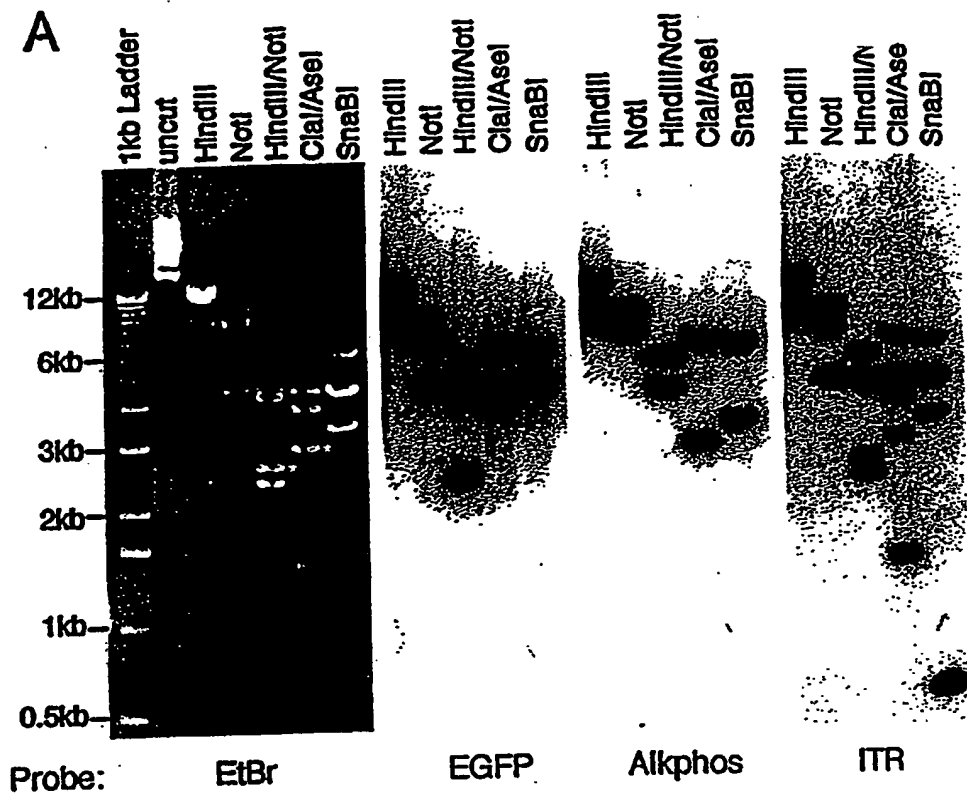 A
1kb Ladder
uncut
HindIII
NotI
HindIII/NotI
ClaI/AseI
SnaBI
HindIII
NotI
HindIII/NotI
ClaI/AseI
SnaBI
HindIII
NotI
HindIII/NotI
ClaI/AseI
SnaBI
HindIII
NotI
HindIII/N
ClaI/Ase
SnaBI
12kb
6kb
3kb
2kb
1kb
0.5kb
Probe: EtBr EGFP Alkphos ITR